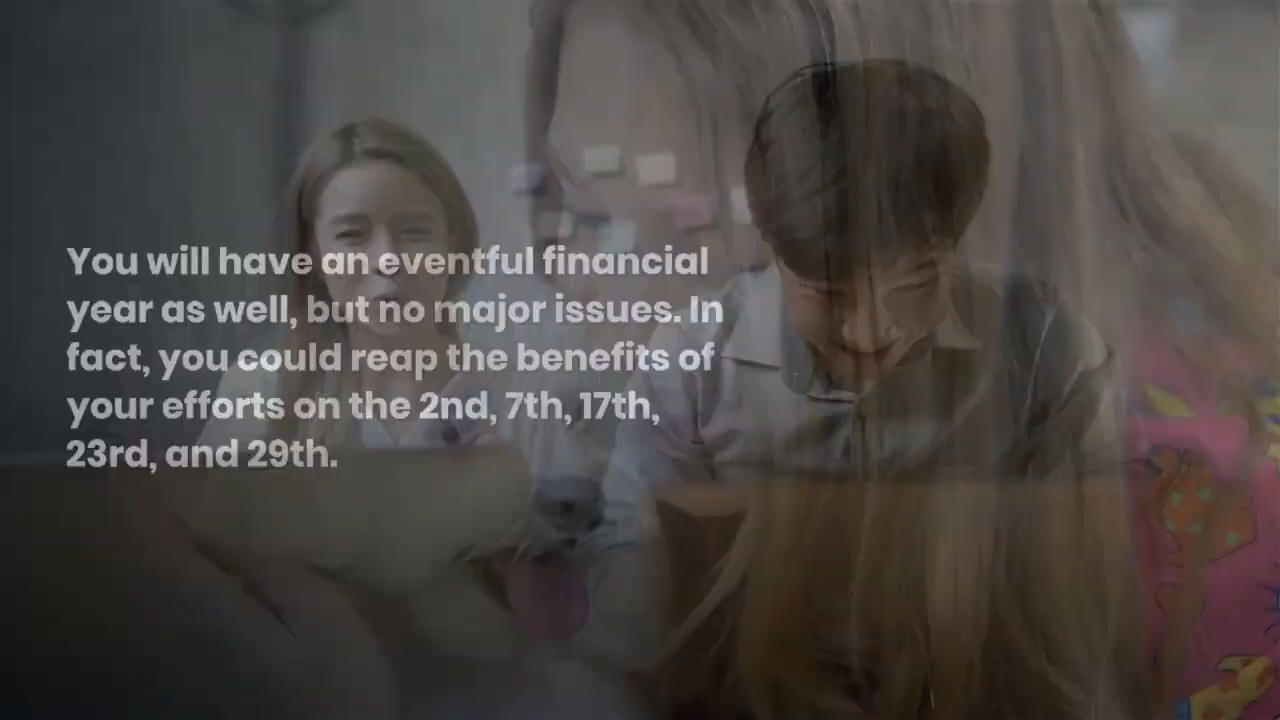 You will have an eventful financial
year as well, but no major issues. In
fact, you could reap the benefits of
your efforts on the 2nd, 7th, 17th,
23rd, and 29th.